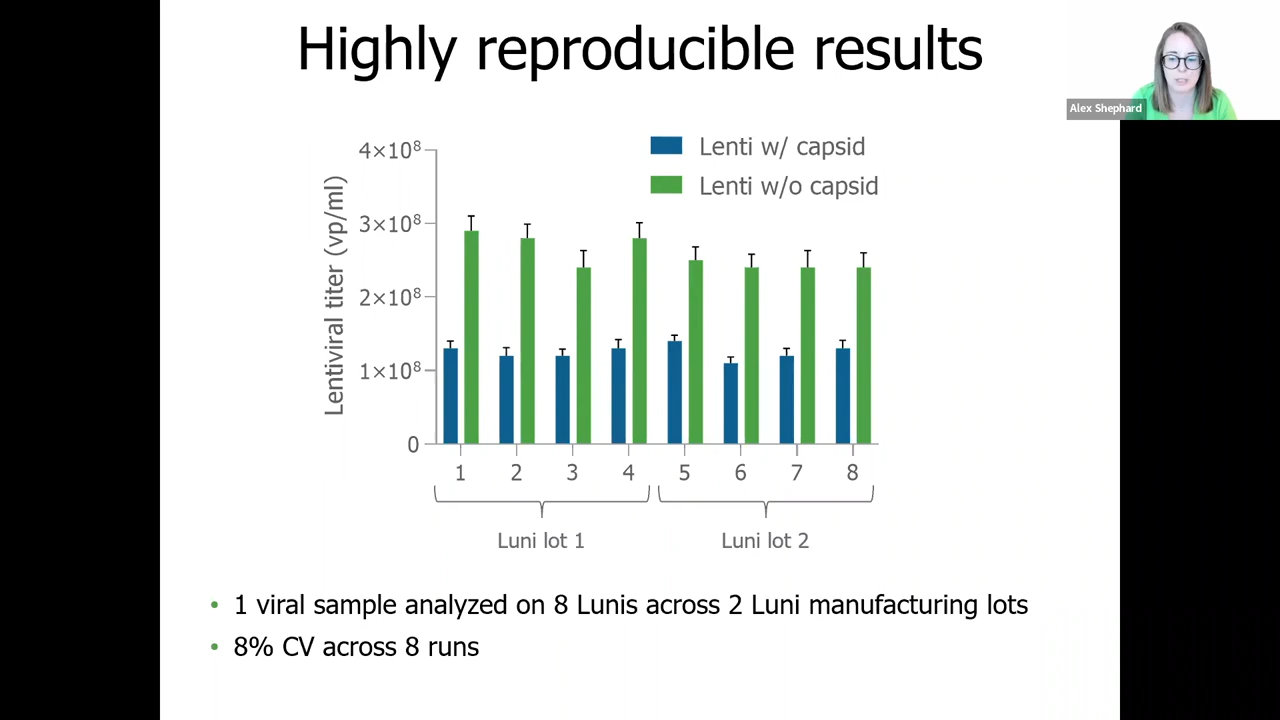 Highly reproducible results
Alex Shephard
Lenti w/ capsid
Lenti w/o capsid
Lentiviral titer (vp/ml)
4×10⁸
3×10⁸
2×10⁸
1×10⁸
0
1 2 3 4 5 6 7 8
Luni lot 1 Luni lot 2
• 1 viral sample analyzed on 8 Lunis across 2 Luni manufacturing lots
• 8% CV across 8 runs